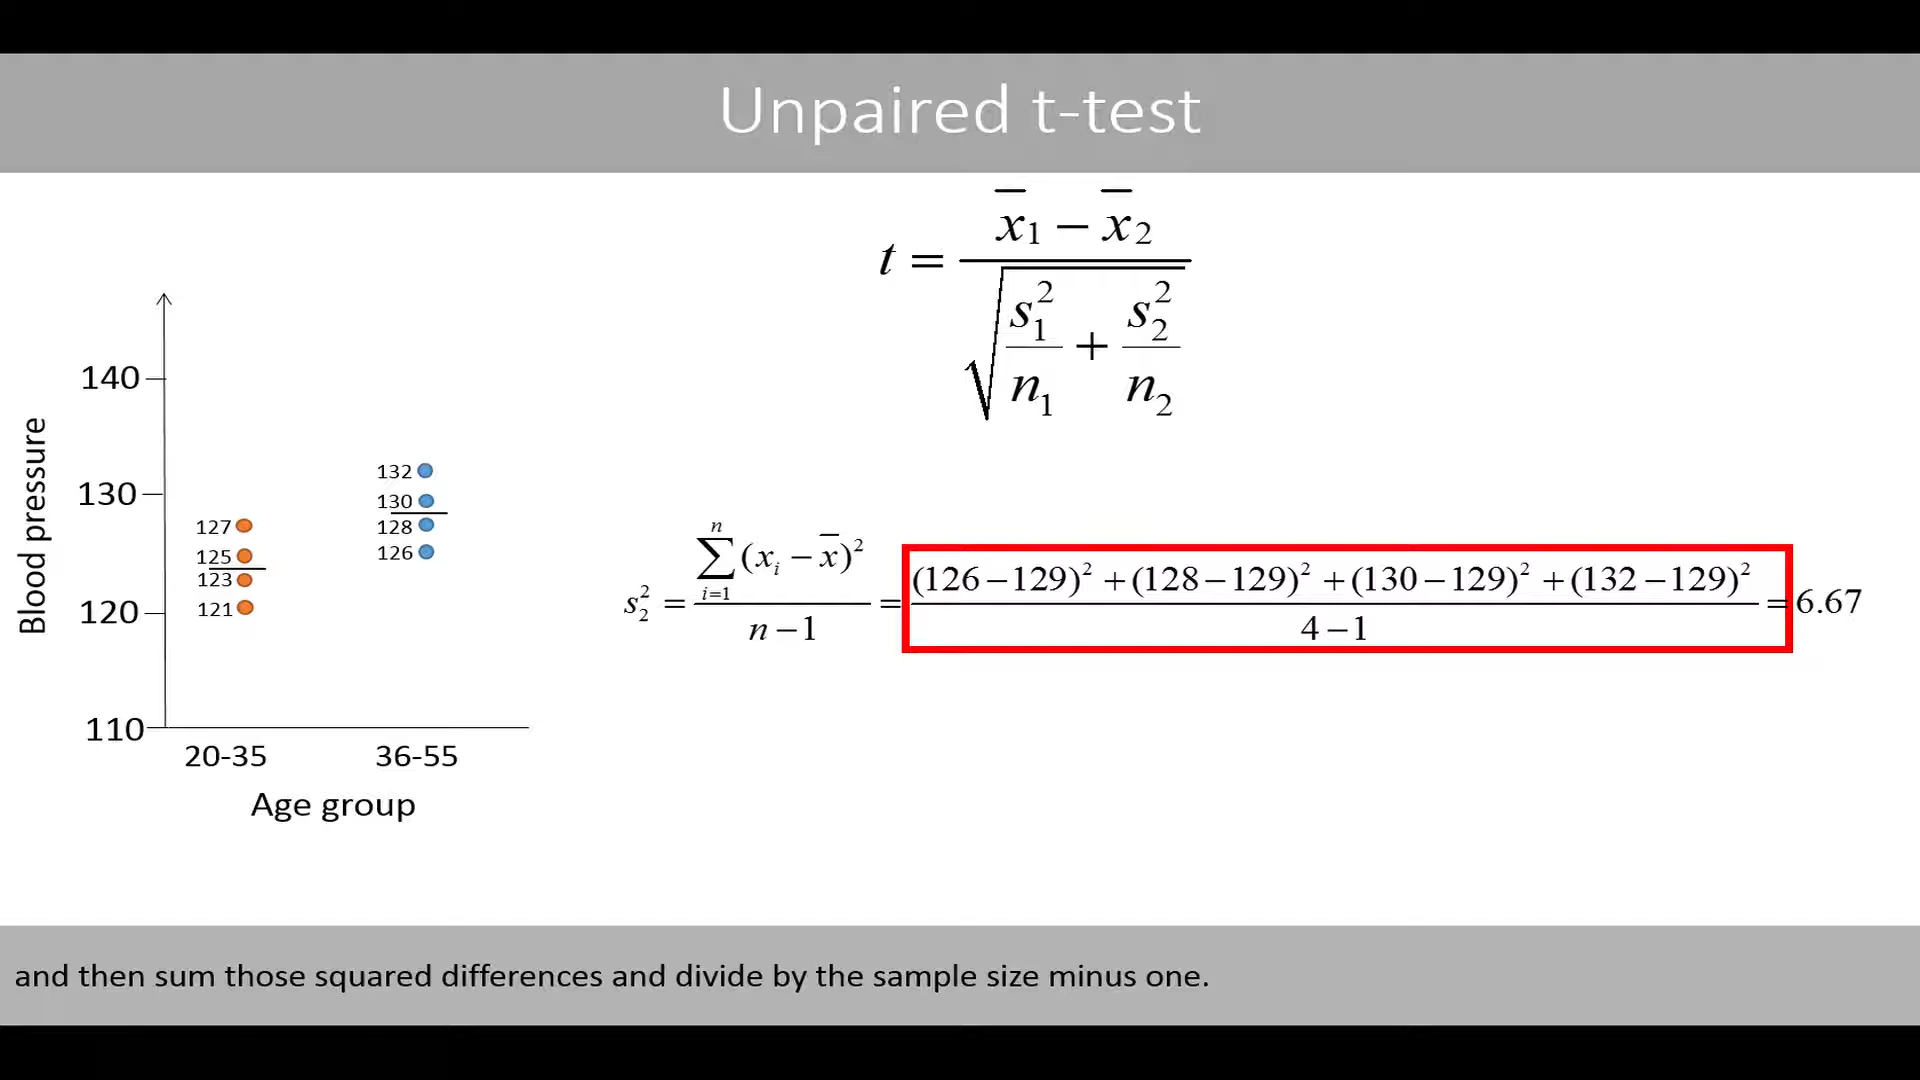 Unpaired t-test
t = (x̄₁ − x̄₂) / √(s₁²/n₁ + s₂²/n₂)
140
130
120
110
Blood pressure
127
125
123
121
132
130
128
126
20-35
36-55
Age group
s₂² = ∑ᵢ₌₁ⁿ (xᵢ − x̄)² / (n − 1) = ((126 − 129)² + (128 − 129)² + (130 − 129)² + (132 − 129)²) / (4 − 1) = 6.67
and then sum those squared differences and divide by the sample size minus one.